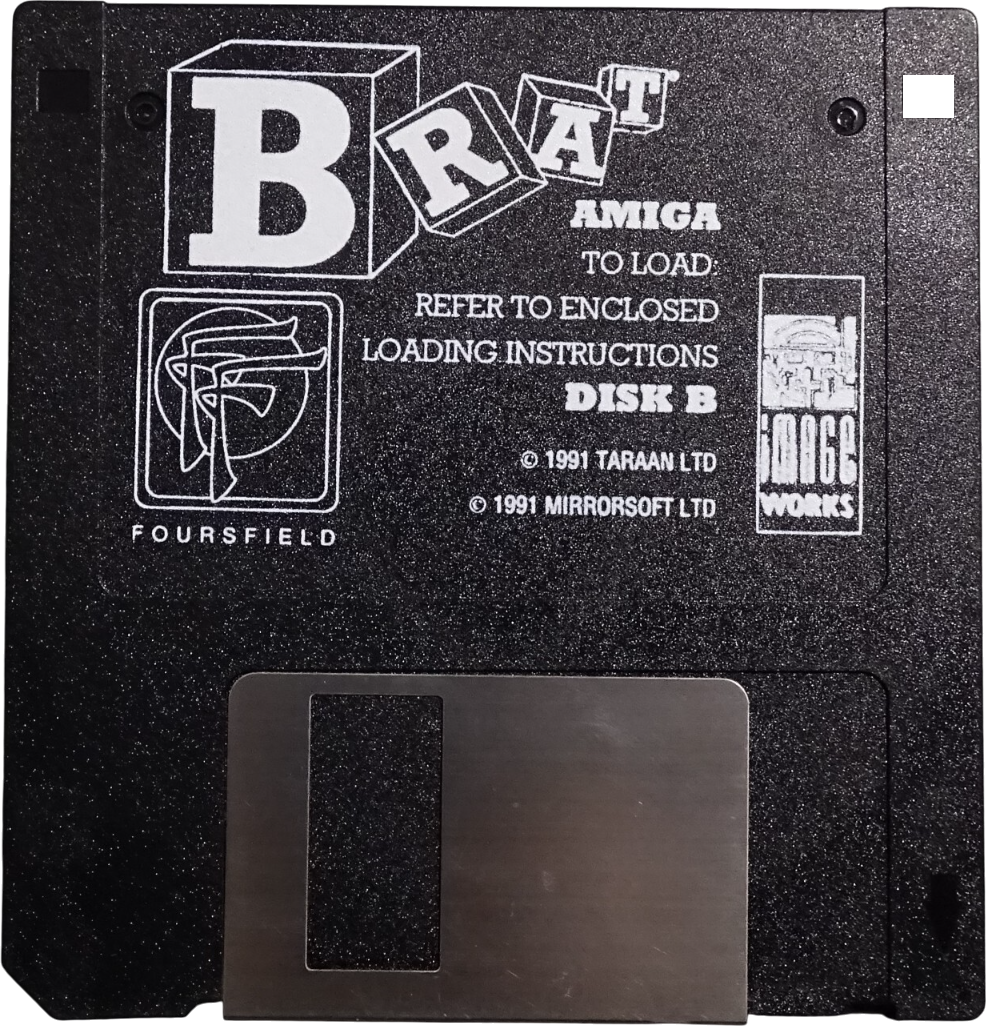 BRAT
AMIGA
TO LOAD:
REFER TO ENCLOSED
LOADING INSTRUCTIONS
DISK B
© 1991 TARAAN LTD
© 1991 MIRRORSOFT LTD
FOURSFIELD
image
WORKS